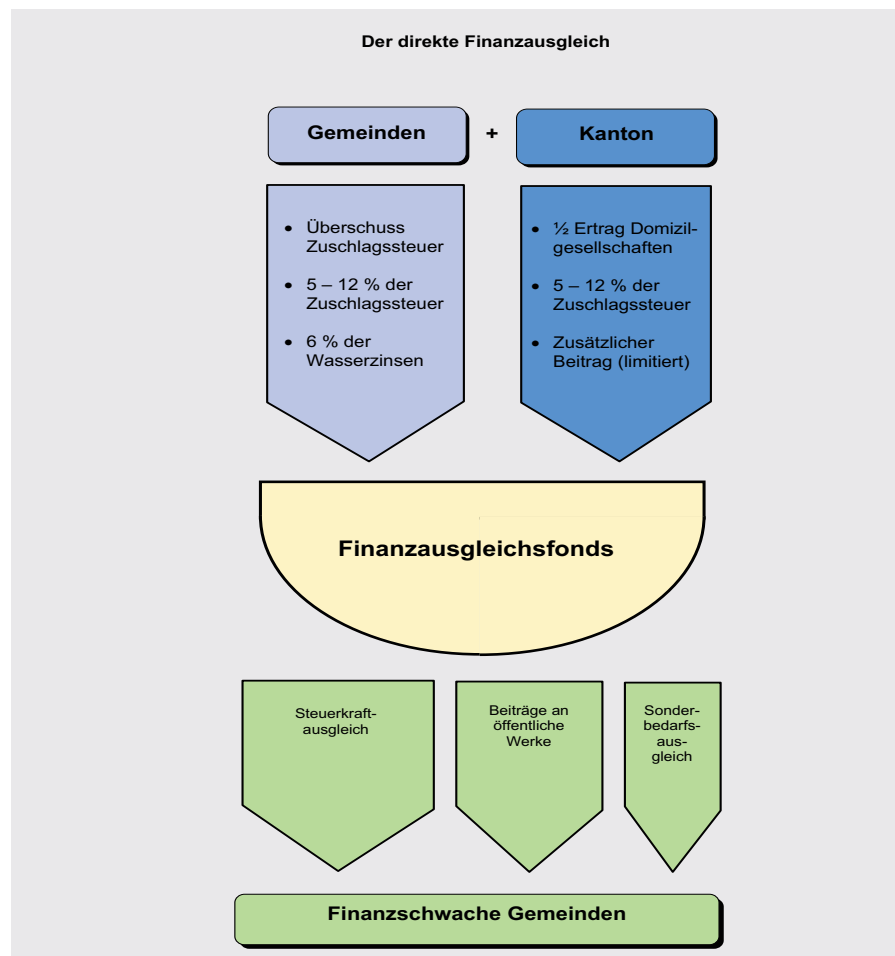 Der direkte Finanzausgleich
Gemeinden + Kanton
• Überschuss
Zuschlagssteuer
• 5 – 12 % der
Zuschlagssteuer
• 6 % der
Wasserzinsen
• ½ Ertrag Domizil-
gesellschaften
• 5 – 12 % der
Zuschlagssteuer
• Zusätzlicher
Beitrag (limitiert)
Finanzausgleichsfonds
Steuerkraft-
ausgleich
Beiträge an
öffentliche
Werke
Sonder-
bedarfs-
aus-
gleich
Finanzschwache Gemeinden